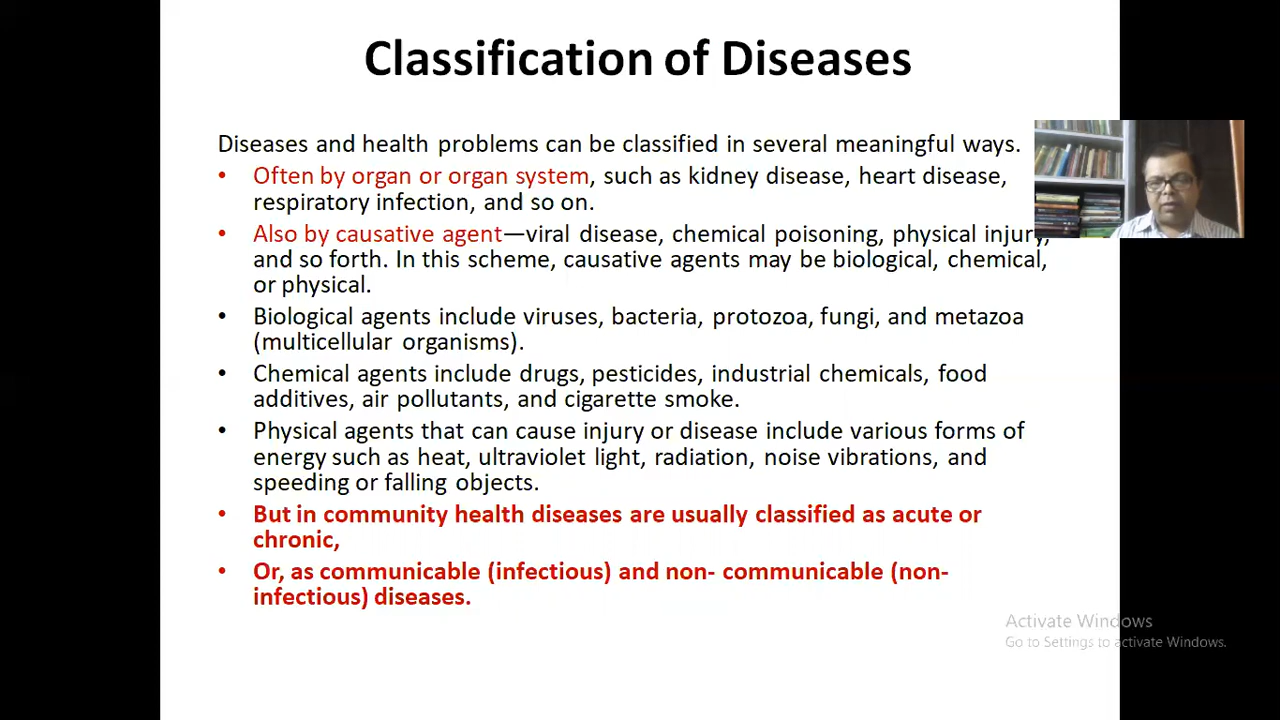 Classification of Diseases
Diseases and health problems can be classified in several meaningful ways.
• Often by organ or organ system, such as kidney disease, heart disease,
respiratory infection, and so on.
• Also by causative agent—viral disease, chemical poisoning, physical injury,
and so forth. In this scheme, causative agents may be biological, chemical,
or physical.
• Biological agents include viruses, bacteria, protozoa, fungi, and metazoa
(multicellular organisms).
• Chemical agents include drugs, pesticides, industrial chemicals, food
additives, air pollutants, and cigarette smoke.
• Physical agents that can cause injury or disease include various forms of
energy such as heat, ultraviolet light, radiation, noise vibrations, and
speeding or falling objects.
• But in community health diseases are usually classified as acute or
chronic,
• Or, as communicable (infectious) and non- communicable (non-
infectious) diseases.
Activate Windows
Go to Settings to activate Windows.